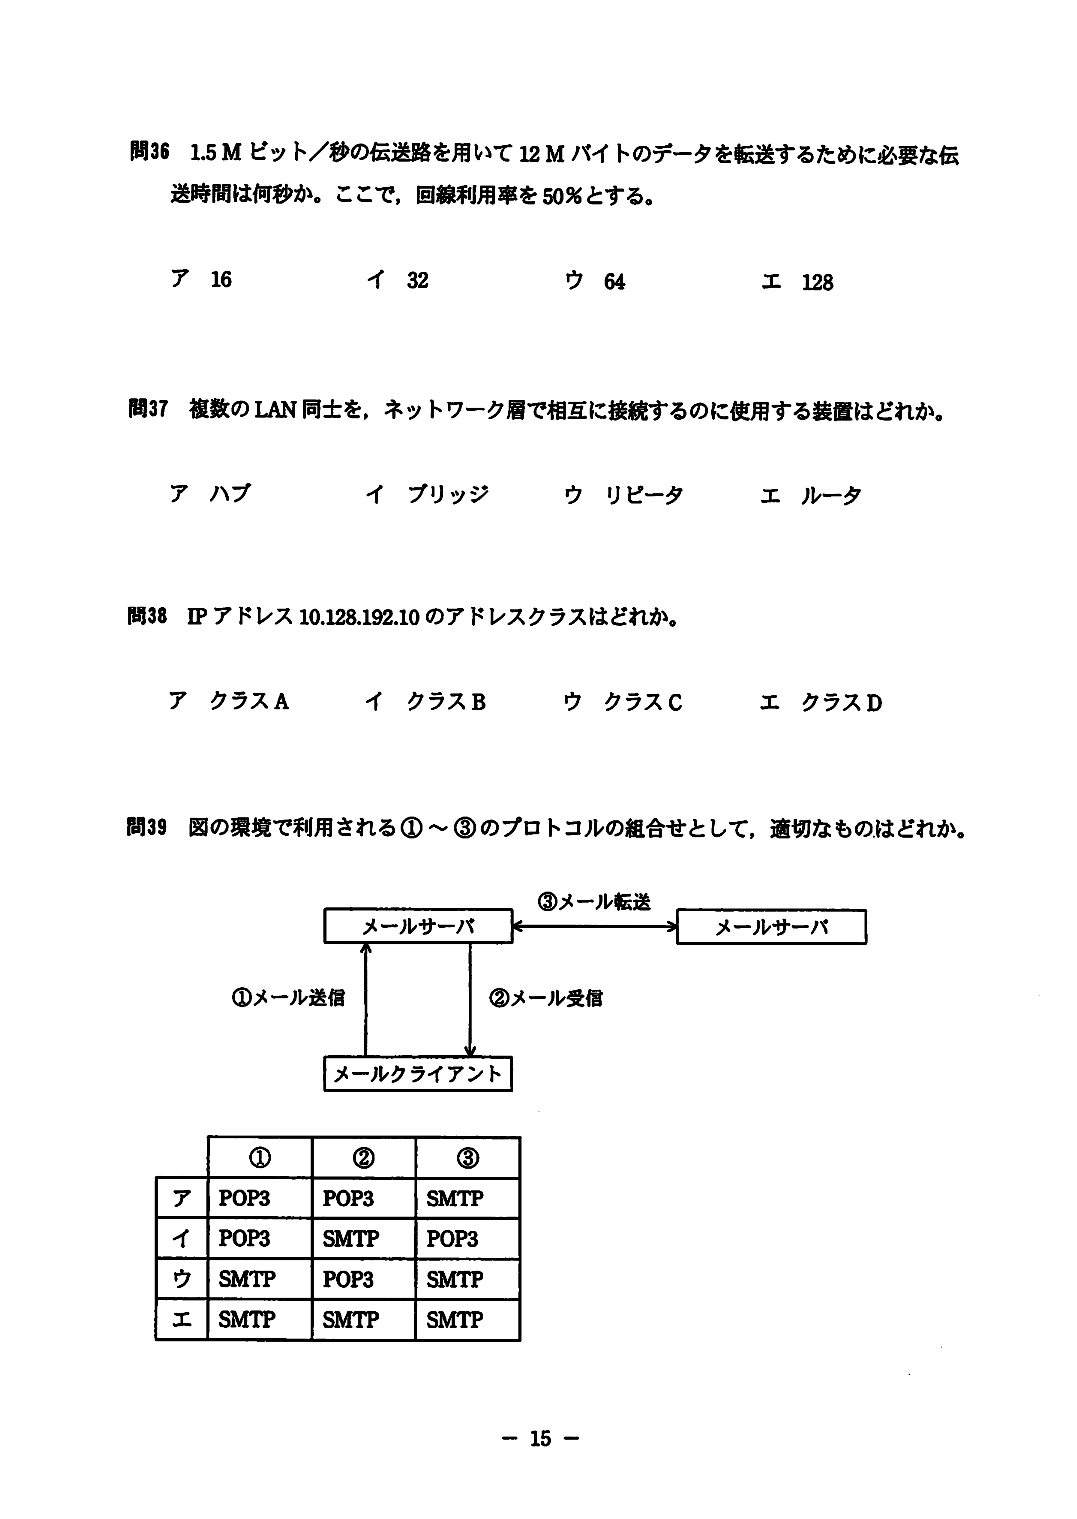 問36 1.5 M ビット／秒の伝送路を用いて 12 M バイトのデータを転送するために必要な伝
送時間は何秒か。ここで，回線利用率を 50％とする。
ア 16 イ 32 ウ 64 エ 128
問37 複数の LAN 同士を，ネットワーク層で相互に接続するのに使用する装置はどれか。
ア ハブ イ ブリッジ ウ リピータ エ ルータ
問38 IP アドレス 10.128.192.10 のアドレスクラスはどれか。
ア クラス A イ クラス B ウ クラス C エ クラス D
問39 図の環境で利用される①～③のプロトコルの組合せとして，適切なものはどれか。
③メール転送
メールサーバ メールサーバ
①メール送信 ②メール受信
メールクライアント
① ② ③
ア POP3 POP3 SMTP
イ POP3 SMTP POP3
ウ SMTP POP3 SMTP
エ SMTP SMTP SMTP
－ 15 －